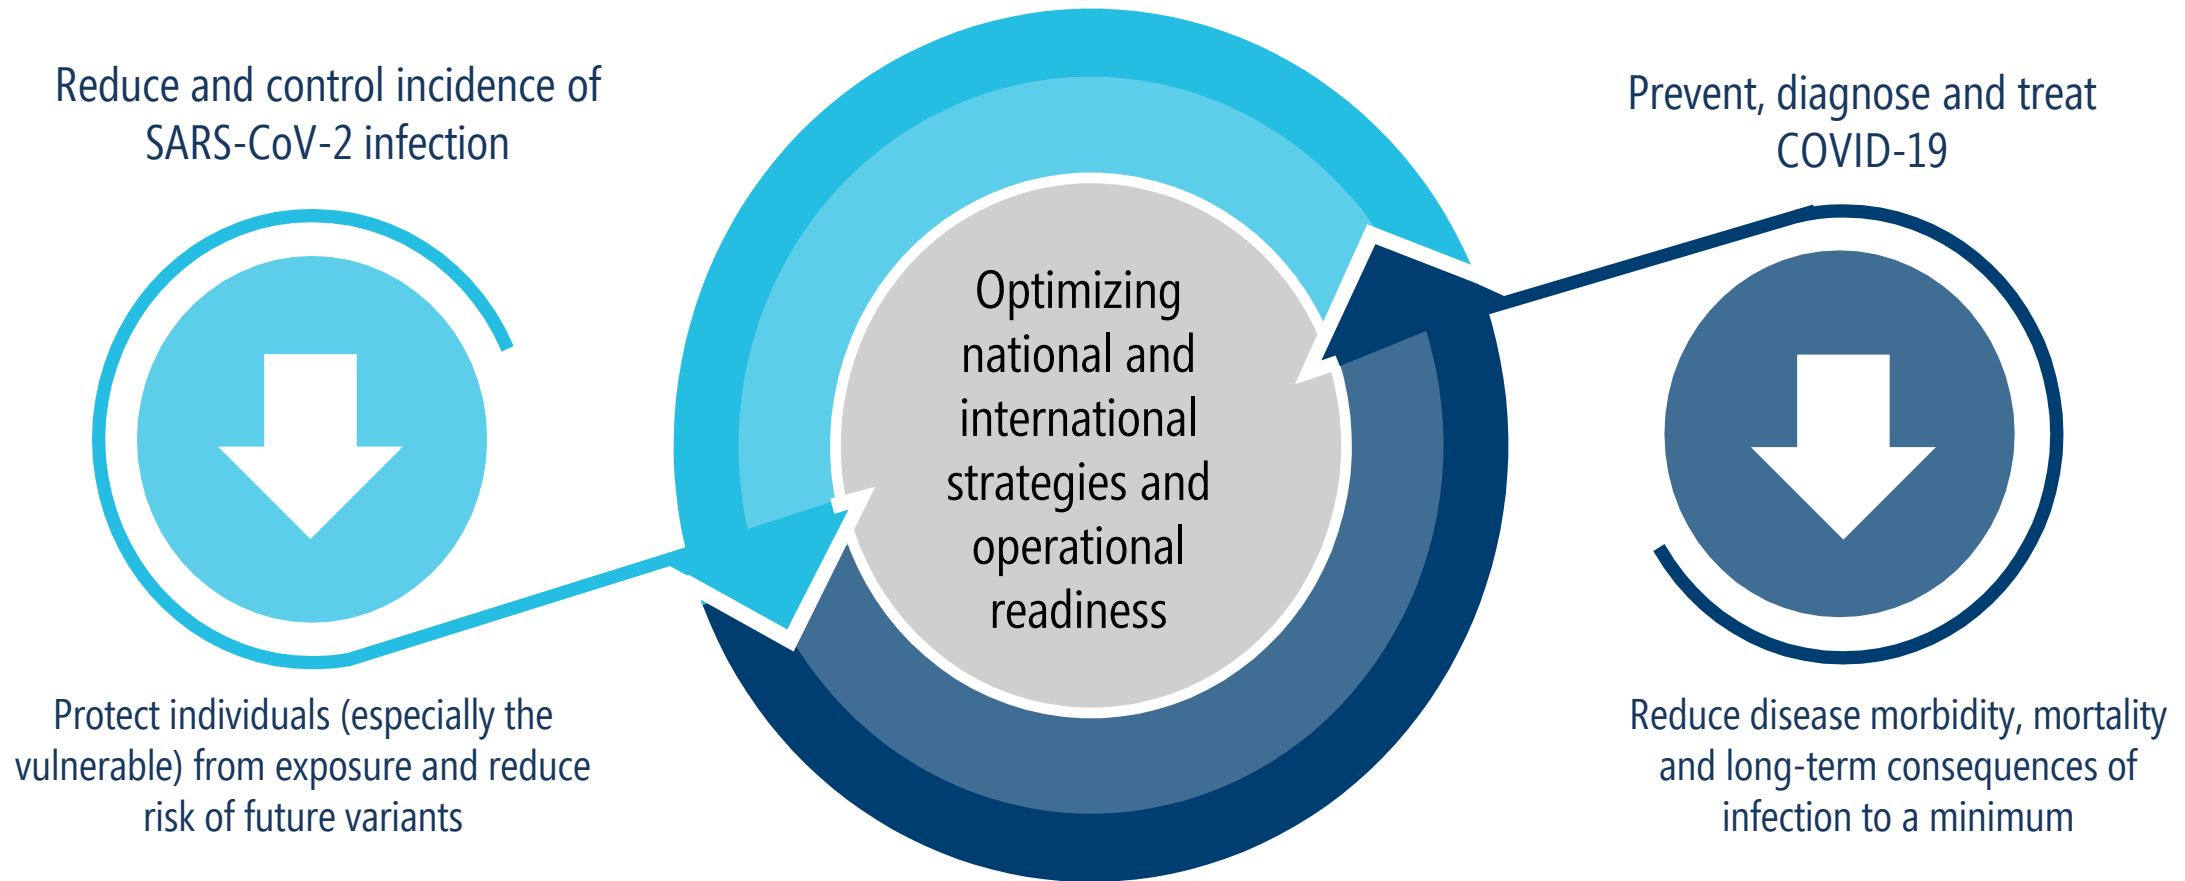 Reduce and control incidence of
SARS-CoV-2 infection
Protect individuals (especially the
vulnerable) from exposure and reduce
risk of future variants
Optimizing
national and
international
strategies and
operational
readiness
Prevent, diagnose and treat
COVID-19
Reduce disease morbidity, mortality
and long-term consequences of
infection to a minimum